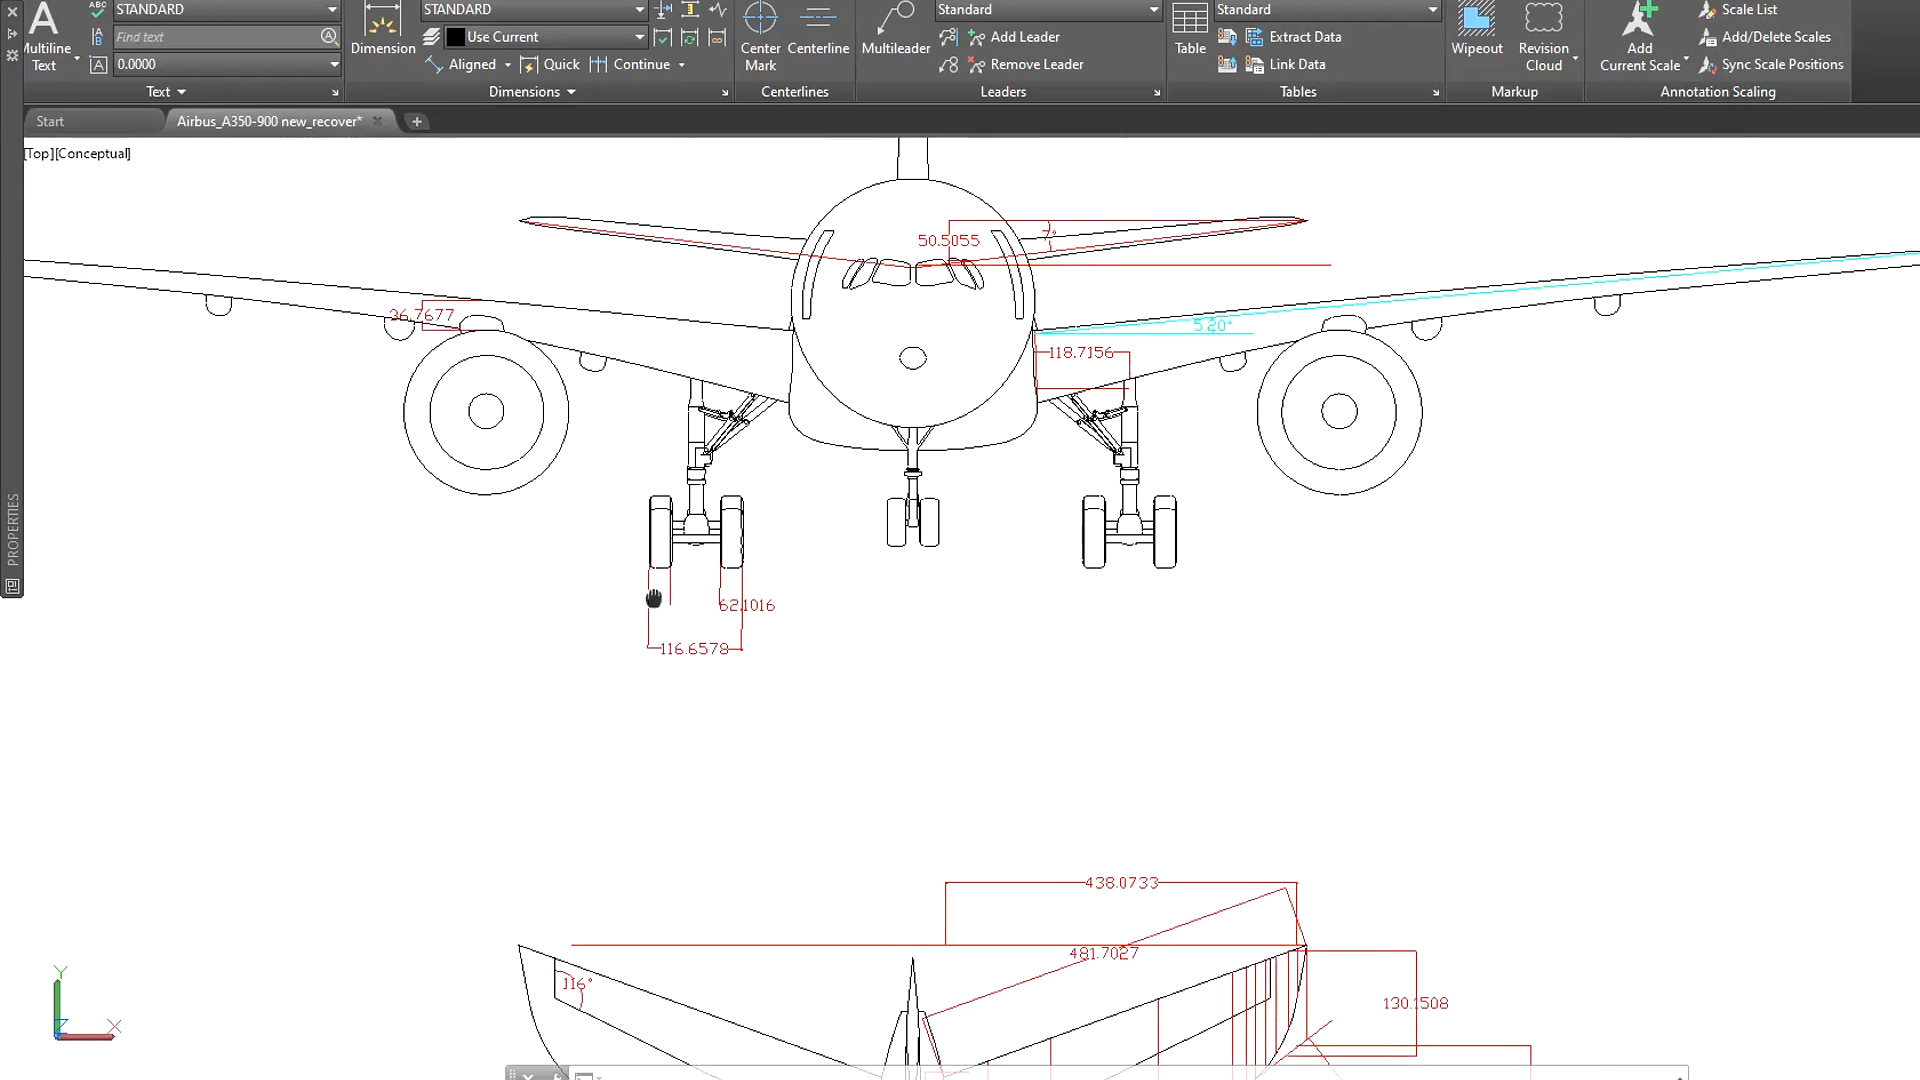 STANDARD
Find text
0.0000
Multiline
Text
ABC
Text
Dimension
STANDARD
Use Current
Aligned
Quick
Continue
Dimensions
Center
Mark
Centerline
Centerlines
Multileader
Standard
Add Leader
Remove Leader
Leaders
Table
Standard
Extract Data
Link Data
Tables
Wipeout
Revision
Cloud
Markup
Add
Current Scale
Scale List
Add/Delete Scales
Sync Scale Positions
Annotation Scaling
Start
Airbus_A350-900 new_recover*
[Top][Conceptual]
PROPERTIES
50.5055
7°
36.7677
5.20°
118.7156
62.1016
116.6578
438.0733
481.7027
116°
130.1508
Y
X
Z